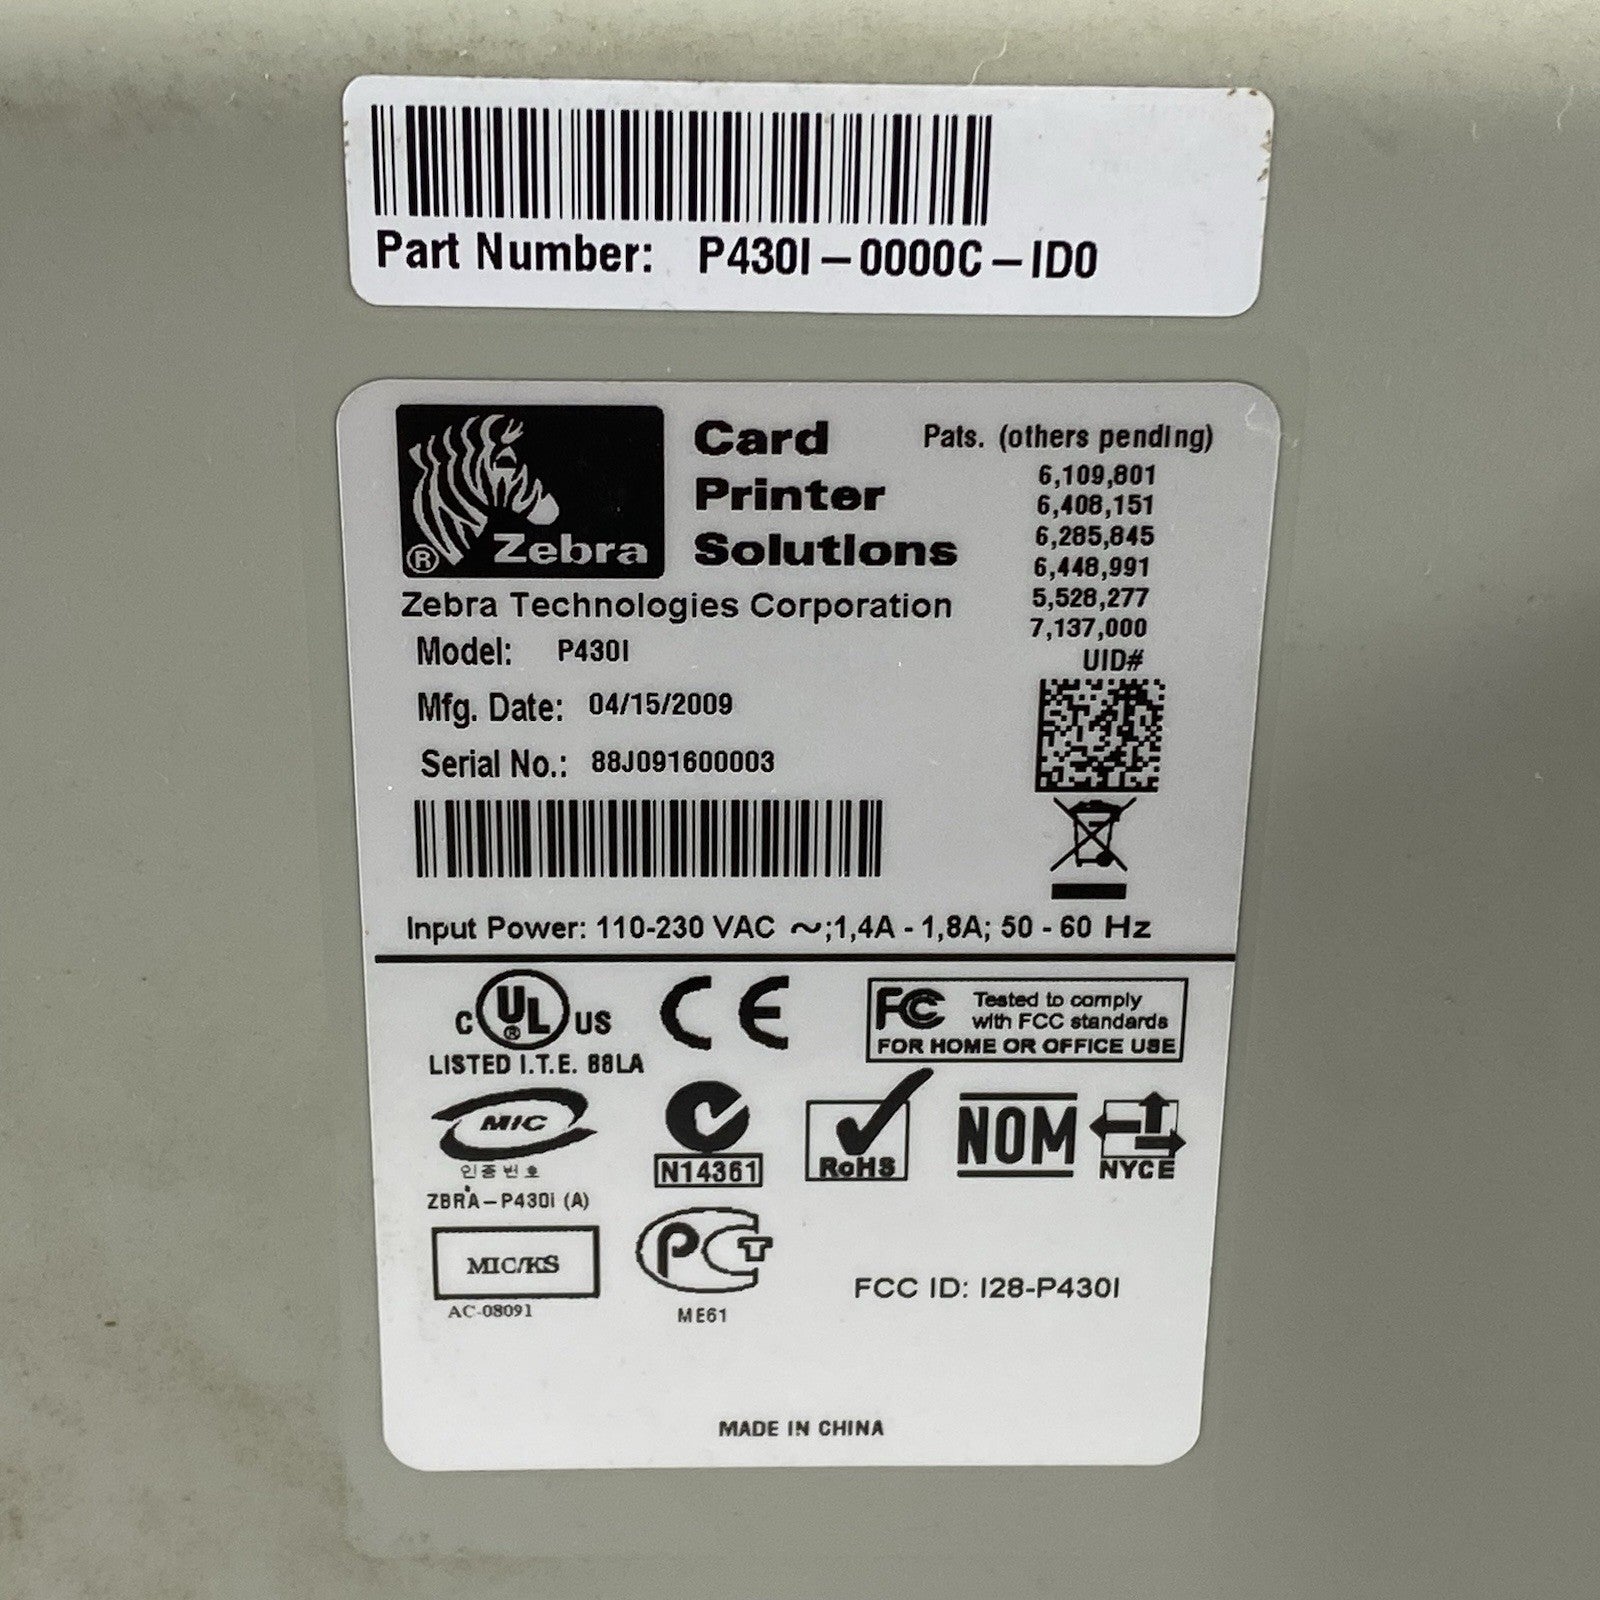 Part Number: P430I-0000C-ID0
Zebra®
Card
Printer
Solutions
Pats. (others pending)
6,109,801
6,408,151
6,285,845
6,448,991
5,528,277
7,137,000
UID#
Zebra Technologies Corporation
Model: P430I
Mfg. Date: 04/15/2009
Serial No.: 88J091600003
Input Power: 110-230 VAC ~;1,4A - 1,8A; 50 - 60 Hz
C UL® US
LISTED I.T.E. 88LA
CE
FC Tested to comply
with FCC standards
FOR HOME OR OFFICE USE
MIC
인증번호
ZBRA-P430i (A)
N14361
RoHS
NOM
NYCE
MIC/KS
AC-08091
PCT
ME61
FCC ID: I28-P430I
MADE IN CHINA